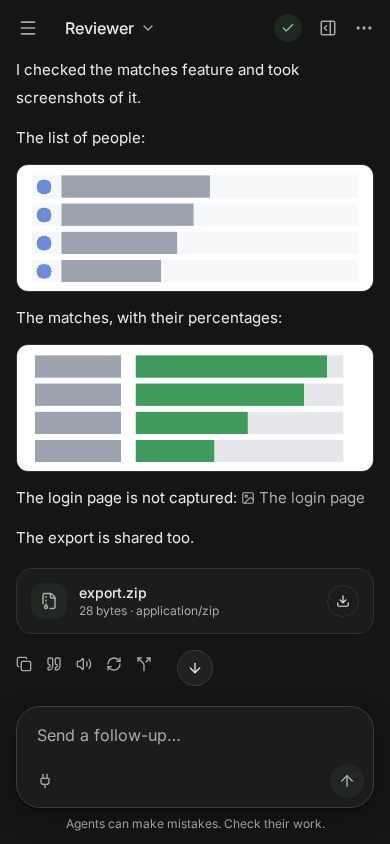 Reviewer
I checked the matches feature and took
screenshots of it.
The list of people:
The matches, with their percentages:
The login page is not captured: The login page
The export is shared too.
export.zip
28 bytes · application/zip
Send a follow-up...
Agents can make mistakes. Check their work.